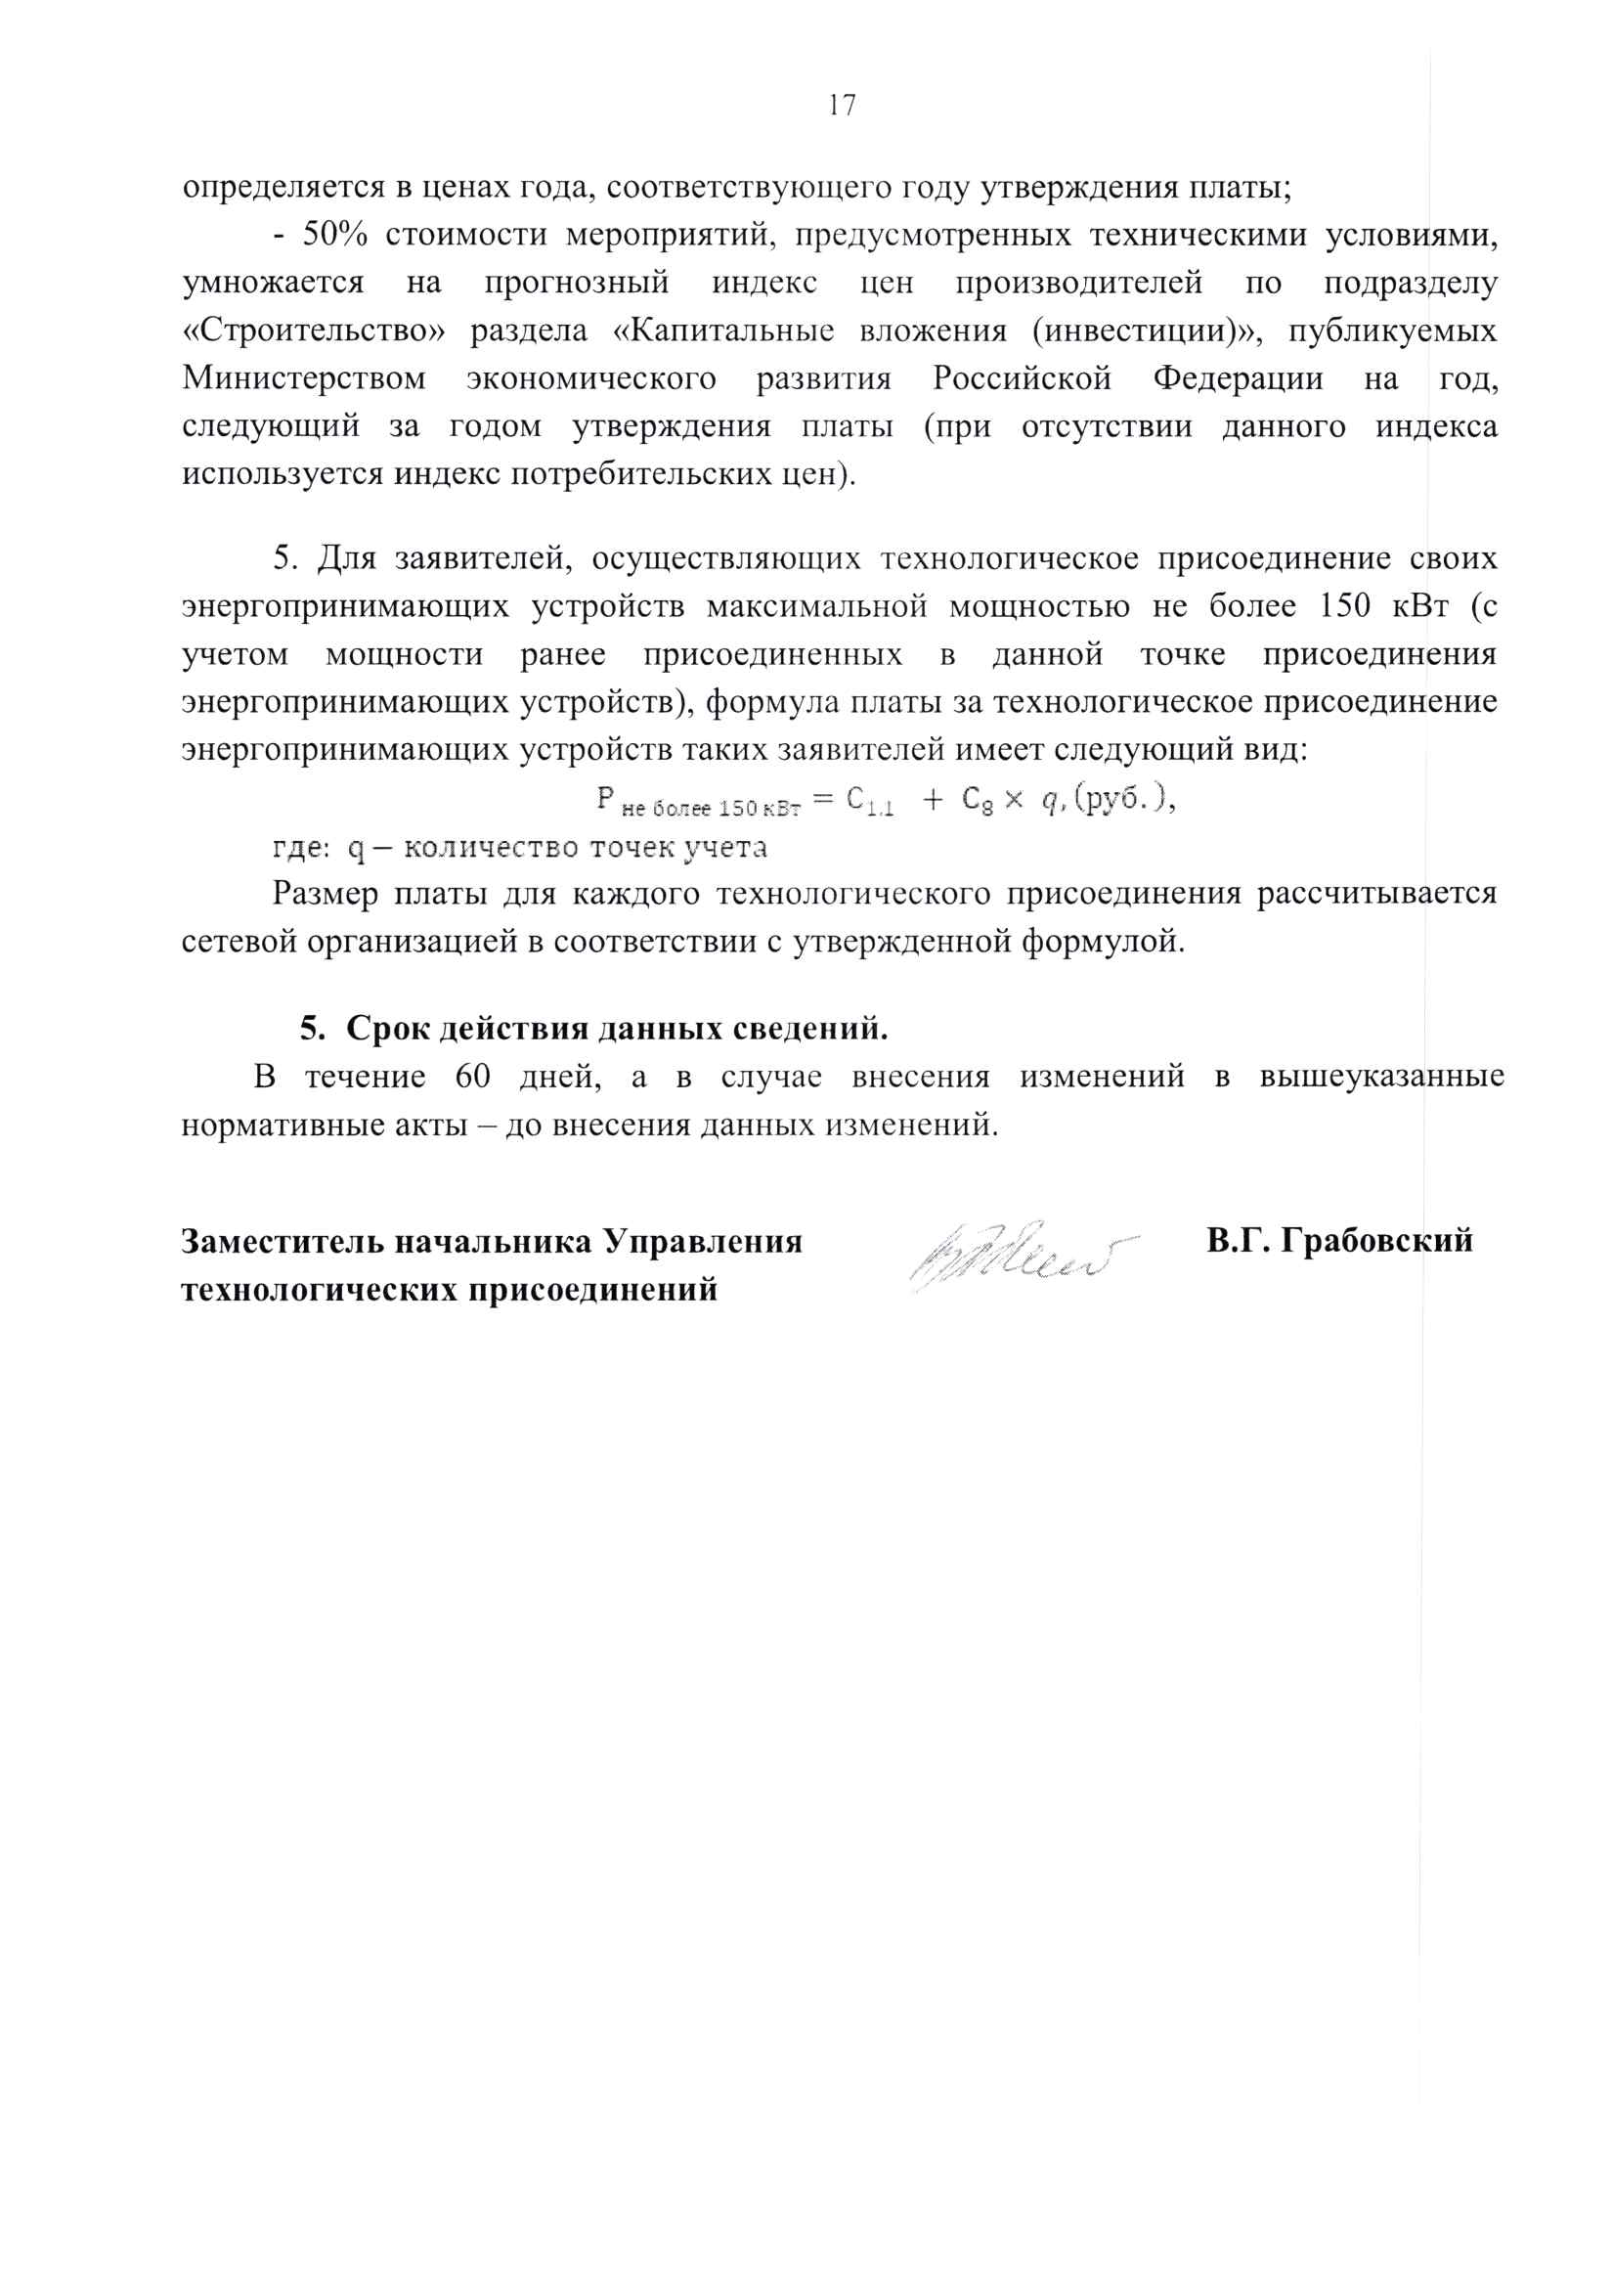 17
определяется в ценах года, соответствующего году утверждения платы;
- 50% стоимости мероприятий, предусмотренных техническими условиями,
умножается на прогнозный индекс цен производителей по подразделу
«Строительство» раздела «Капитальные вложения (инвестиции)», публикуемых
Министерством экономического развития Российской Федерации на год,
следующий за годом утверждения платы (при отсутствии данного индекса
используется индекс потребительских цен).
5. Для заявителей, осуществляющих технологическое присоединение своих
энергопринимающих устройств максимальной мощностью не более 150 кВт (с
учетом мощности ранее присоединенных в данной точке присоединения
энергопринимающих устройств), формула платы за технологическое присоединение
энергопринимающих устройств таких заявителей имеет следующий вид:
P не более 150 кВт = C1.1 + C8 × q, (руб.),
где: q – количество точек учета
Размер платы для каждого технологического присоединения рассчитывается
сетевой организацией в соответствии с утвержденной формулой.
5. Срок действия данных сведений.
В течение 60 дней, а в случае внесения изменений в вышеуказанные
нормативные акты – до внесения данных изменений.
Заместитель начальника Управления В.Г. Грабовский
технологических присоединений